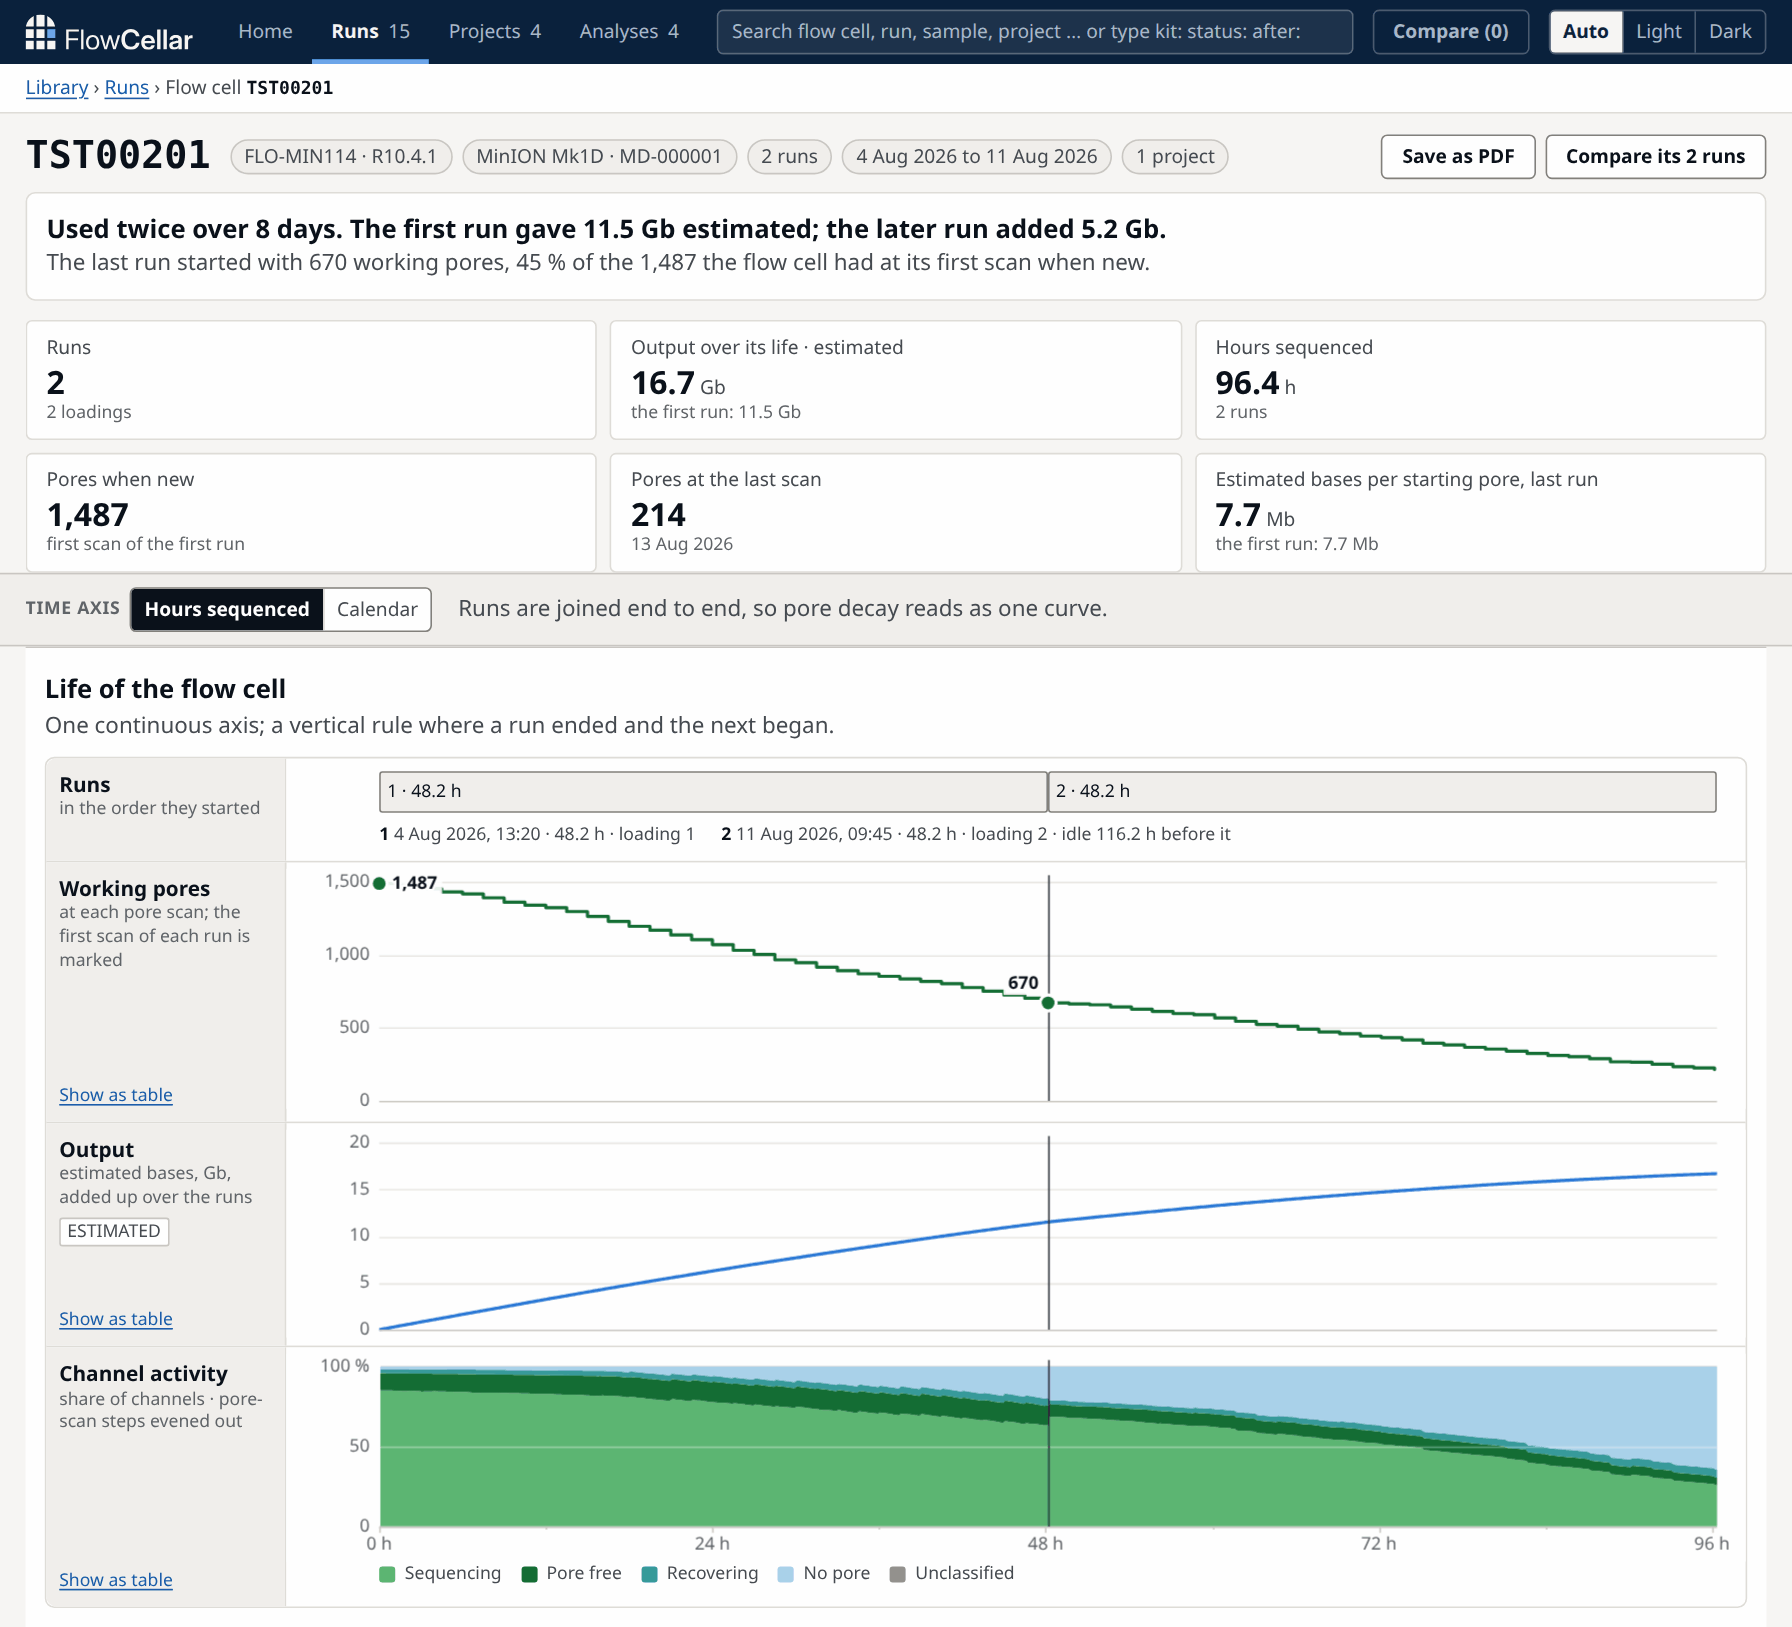 FlowCellar
Home
Runs 15
Projects 4
Analyses 4
Search flow cell, run, sample, project ... or type kit: status: after:
Compare (0)
Auto
Light
Dark
Library › Runs › Flow cell TST00201
TST00201
FLO-MIN114 · R10.4.1
MinION Mk1D · MD-000001
2 runs
4 Aug 2026 to 11 Aug 2026
1 project
Save as PDF
Compare its 2 runs
Used twice over 8 days. The first run gave 11.5 Gb estimated; the later run added 5.2 Gb.
The last run started with 670 working pores, 45 % of the 1,487 the flow cell had at its first scan when new.
Runs
2
2 loadings
Output over its life · estimated
16.7 Gb
the first run: 11.5 Gb
Hours sequenced
96.4 h
2 runs
Pores when new
1,487
first scan of the first run
Pores at the last scan
214
13 Aug 2026
Estimated bases per starting pore, last run
7.7 Mb
the first run: 7.7 Mb
TIME AXIS
Hours sequenced
Calendar
Runs are joined end to end, so pore decay reads as one curve.
Life of the flow cell
One continuous axis; a vertical rule where a run ended and the next began.
Runs
in the order they started
1 · 48.2 h
2 · 48.2 h
1 4 Aug 2026, 13:20 · 48.2 h · loading 1
2 11 Aug 2026, 09:45 · 48.2 h · loading 2 · idle 116.2 h before it
Working pores
at each pore scan; the
first scan of each run is
marked
Show as table
1,500
1,000
500
0
1,487
670
Output
estimated bases, Gb,
added up over the runs
ESTIMATED
Show as table
20
15
10
5
0
Channel activity
share of channels · pore-
scan steps evened out
Show as table
100 %
50
0
0 h
24 h
48 h
72 h
96 h
Sequencing
Pore free
Recovering
No pore
Unclassified